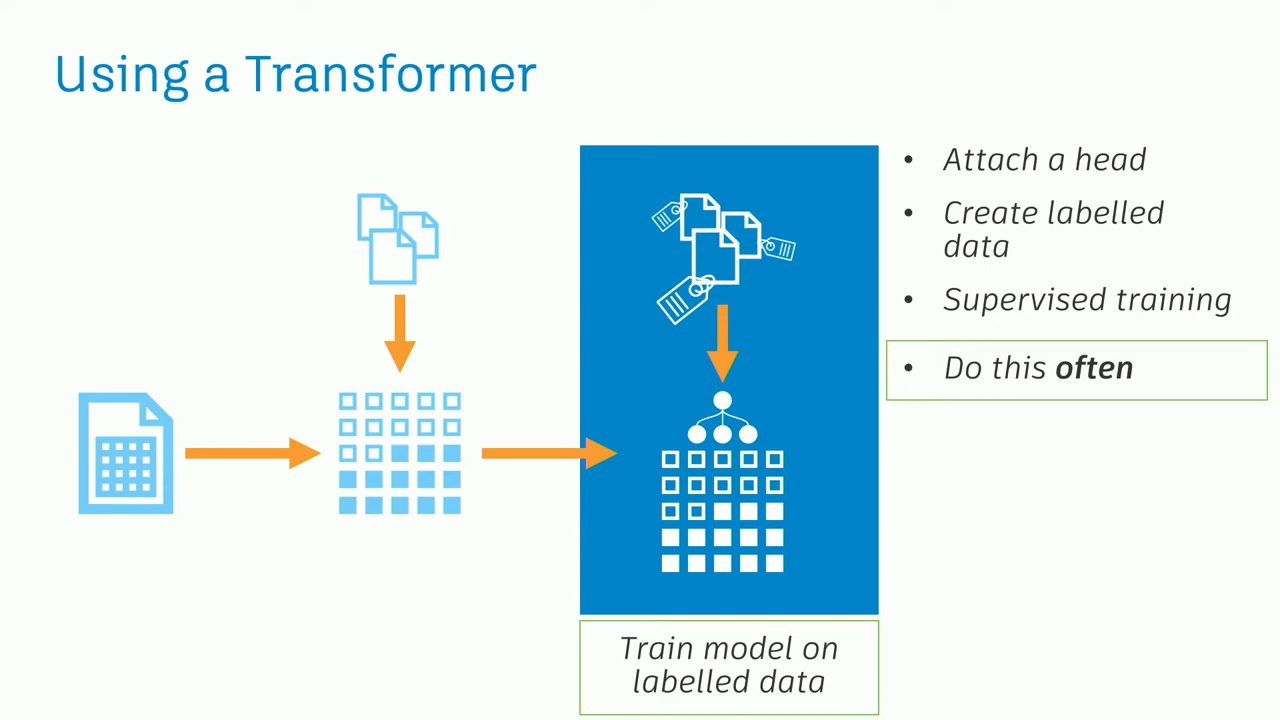 Using a Transformer
• Attach a head
• Create labelled
data
• Supervised training
• Do this often
Train model on
labelled data